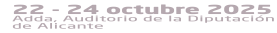 22 - 24 octubre 2025
Adda, Auditorio de la Diputación
de Alicante